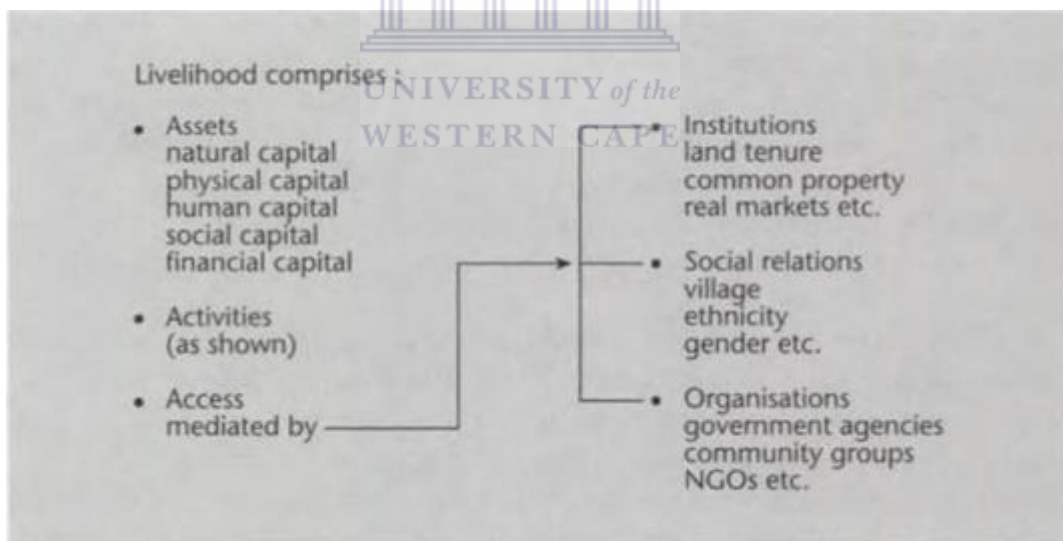 UNIVERSITY of the
WESTERN CAPE
Livelihood comprises :
• Assets
natural capital
physical capital
human capital
social capital
financial capital
• Activities
(as shown)
• Access
mediated by
• Institutions
land tenure
common property
real markets etc.
• Social relations
village
ethnicity
gender etc.
• Organisations
government agencies
community groups
NGOs etc.